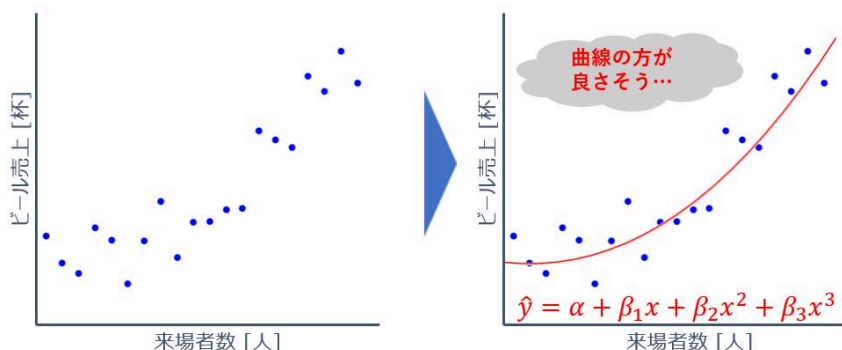 ビール売上 [杯]
来場者数 [人]
曲線の方が
良さそう…
ビール売上 [杯]
ŷ = α + β₁x + β₂x² + β₃x³
来場者数 [人]